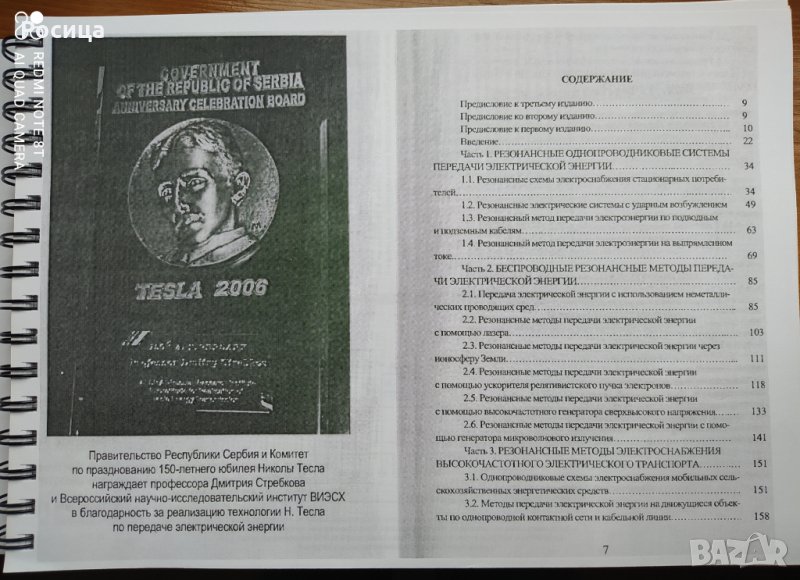 Росица
REDMI NOTE 8T
AI QUAD CAMERA
GOVERNMENT
OF THE REPUBLIC OF SERBIA
ANNIVERSARY CELEBRATION BOARD
TESLA 2006
Правительство Республики Сербия и Комитет
по празднованию 150-летнего юбилея Николы Тесла
награждает профессора Дмитрия Стребкова
и Всероссийский научно-исследовательский институт ВИЭСХ
в благодарность за реализацию технологии Н. Тесла
по передаче электрической энергии
СОДЕРЖАНИЕ
Предисловие к третьему изданию 9
Предисловие ко второму изданию 9
Предисловие к первому изданию 10
Введение 22
Часть 1. РЕЗОНАНСНЫЕ ОДНОПРОВОДНИКОВЫЕ СИСТЕМЫ
ПЕРЕДАЧИ ЭЛЕКТРИЧЕСКОЙ ЭНЕРГИИ 34
1.1. Резонансные схемы электроснабжения стационарных потреби-
телей 34
1.2. Резонансные электрические системы с ударным возбуждением 49
1.3. Резонансный метод передачи электроэнергии по подводным
и подземным кабелям 63
1.4. Резонансный метод передачи электроэнергии на выпрямленном
токе 69
Часть 2. БЕСПРОВОДНЫЕ РЕЗОНАНСНЫЕ МЕТОДЫ ПЕРЕДА-
ЧИ ЭЛЕКТРИЧЕСКОЙ ЭНЕРГИИ 85
2.1. Передача электрической энергии с использованием неметалли-
ческих проводящих сред 85
2.2. Резонансные методы передачи электрической энергии
с помощью лазера 103
2.3. Резонансные методы передачи электрической энергии через
ионосферу Земли 111
2.4. Резонансные методы передачи электрической энергии
с помощью ускорителя релятивистского пучка электронов 118
2.5. Резонансные методы передачи электрической энергии
с помощью высокочастотного генератора сверхвысокого напряжения 133
2.6. Резонансные методы передачи электрической энергии с помо-
щью генератора микроволнового излучения 141
Часть 3. РЕЗОНАНСНЫЕ МЕТОДЫ ЭЛЕКТРОСНАБЖЕНИЯ
ВЫСОКОЧАСТОТНОГО ЭЛЕКТРИЧЕСКОГО ТРАНСПОРТА 151
3.1. Однопроводниковые схемы электроснабжения мобильных сель-
скохозяйственных энергетических средств 151
3.2. Методы передачи электрической энергии на движущиеся объек-
ты по однопроводной контактной сети и кабельной линии 158
7
BAZAR
bg